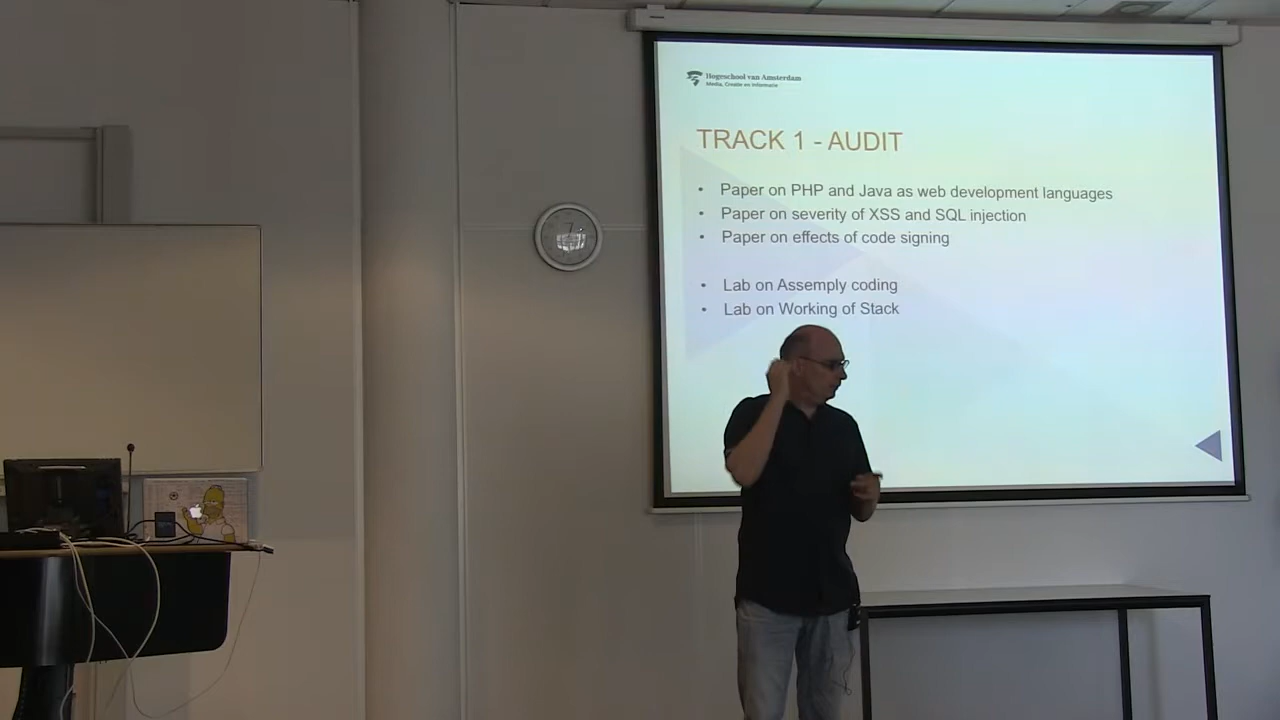 Hogeschool van Amsterdam
Media, Creatie en Informatie
TRACK 1 - AUDIT
• Paper on PHP and Java as web development languages
• Paper on severity of XSS and SQL injection
• Paper on effects of code signing
• Lab on Assemply coding
• Lab on Working of Stack